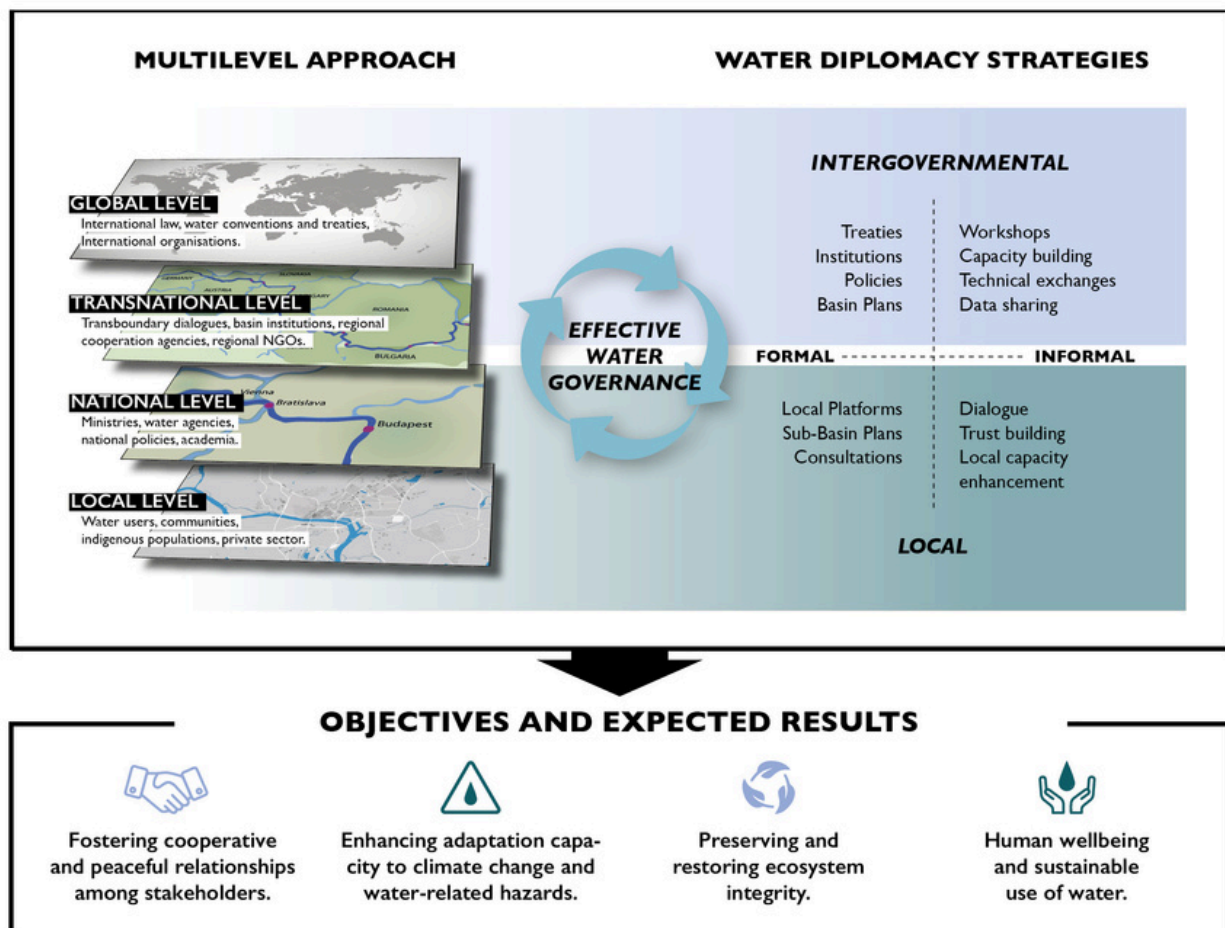 MULTILEVEL APPROACH
WATER DIPLOMACY STRATEGIES
GLOBAL LEVEL
International law, water conventions and treaties,
International organisations.
GERMANY
SLOVAKIA
AUSTRIA
ROMANIA
BULGARIA
TRANSNATIONAL LEVEL
Transboundary dialogues, basin institutions, regional
cooperation agencies, regional NGOs.
Vienna
Bratislava
Budapest
NATIONAL LEVEL
Ministries, water agencies,
national policies, academia.
LOCAL LEVEL
Water users, communities,
indigenous populations, private sector.
EFFECTIVE
WATER
GOVERNANCE
INTERGOVERNMENTAL
Treaties
Institutions
Policies
Basin Plans
Workshops
Capacity building
Technical exchanges
Data sharing
FORMAL
INFORMAL
Local Platforms
Sub-Basin Plans
Consultations
Dialogue
Trust building
Local capacity
enhancement
LOCAL
OBJECTIVES AND EXPECTED RESULTS
Fostering cooperative
and peaceful relationships
among stakeholders.
Enhancing adaptation capa-
city to climate change and
water-related hazards.
Preserving and
restoring ecosystem
integrity.
Human wellbeing
and sustainable
use of water.